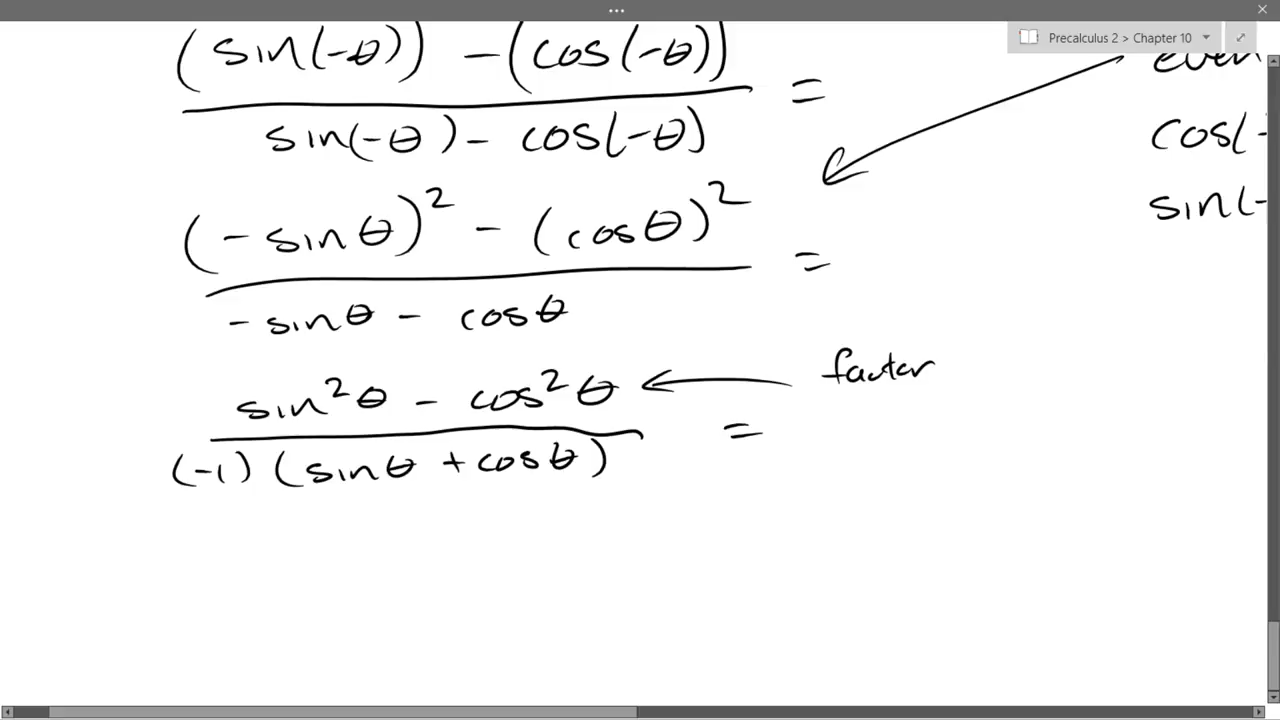 ...
Precalculus 2 > Chapter 10
(sin(-θ)) - (cos(-θ))
=
sin(-θ) - cos(-θ)
cos(-
sin(-
(-sinθ)² - (cosθ)²
=
-sinθ - cosθ
factor
sin²θ - cos²θ
=
(-1)(sinθ + cosθ)